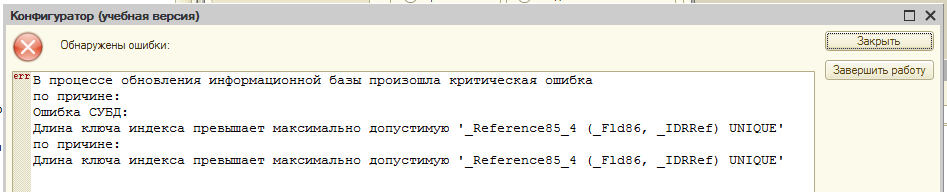 Конфигуратор (учебная версия)
Обнаружены ошибки:
Закрыть
Завершить работу
err
В процессе обновления информационной базы произошла критическая ошибка
по причине:
Ошибка СУБД:
Длина ключа индекса превышает максимально допустимую '_Reference85_4 (_Fld86, _IDRRef) UNIQUE'
по причине:
Длина ключа индекса превышает максимально допустимую '_Reference85_4 (_Fld86, _IDRRef) UNIQUE'